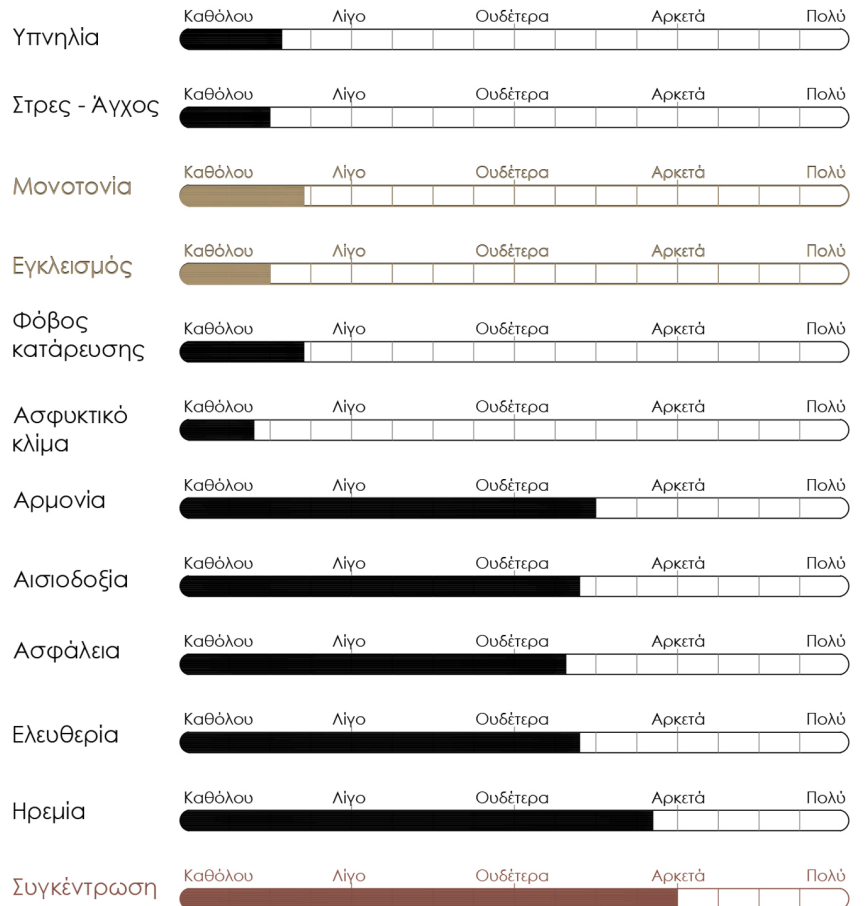 Καθόλου Λίγο Ουδέτερα Αρκετά Πολύ
Υπνηλία
Καθόλου Λίγο Ουδέτερα Αρκετά Πολύ
Στρες - Άγχος
Καθόλου Λίγο Ουδέτερα Αρκετά Πολύ
Μονοτονία
Καθόλου Λίγο Ουδέτερα Αρκετά Πολύ
Εγκλεισμός
Φόβος
Καθόλου Λίγο Ουδέτερα Αρκετά Πολύ
κατάρευσης
Καθόλου Λίγο Ουδέτερα Αρκετά Πολύ
Ασφυκτικό
κλίμα
Καθόλου Λίγο Ουδέτερα Αρκετά Πολύ
Αρμονία
Καθόλου Λίγο Ουδέτερα Αρκετά Πολύ
Αισιοδοξία
Καθόλου Λίγο Ουδέτερα Αρκετά Πολύ
Ασφάλεια
Καθόλου Λίγο Ουδέτερα Αρκετά Πολύ
Ελευθερία
Καθόλου Λίγο Ουδέτερα Αρκετά Πολύ
Ηρεμία
Καθόλου Λίγο Ουδέτερα Αρκετά Πολύ
Συγκέντρωση